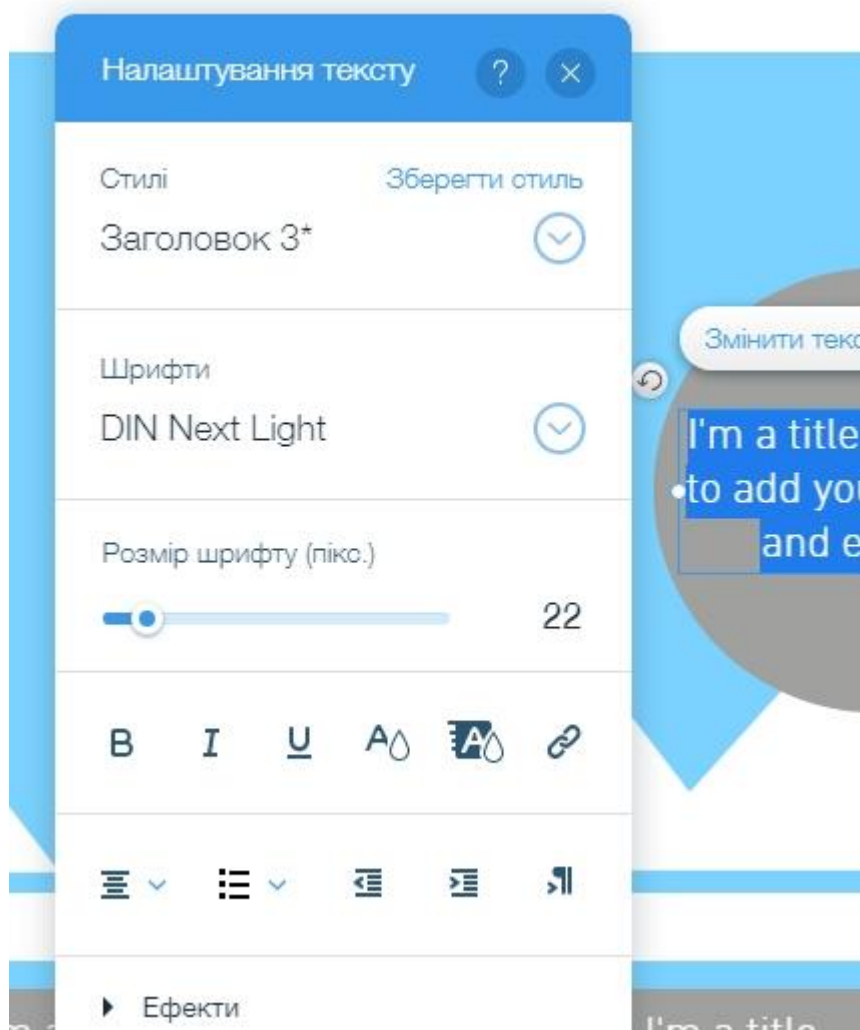 Налаштування тексту ? ×
Стилі Зберегти стиль
Заголовок 3*
Шрифти
DIN Next Light
Розмір шрифту (пікс.)
22
B I U A A
Ефекти
Змінити
I'm a title
to add
and
I'm a title